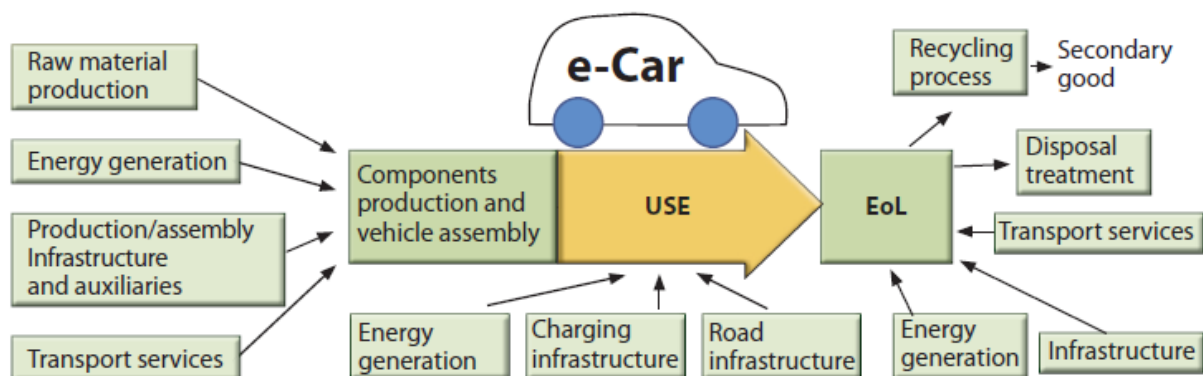 e-Car
Raw material
production
Energy generation
Production/assembly
Infrastructure
and auxiliaries
Transport services
Components
production and
vehicle assembly
USE
EoL
Energy
generation
Charging
infrastructure
Road
infrastructure
Recycling
process
Secondary
good
Disposal
treatment
Transport services
Energy
generation
Infrastructure